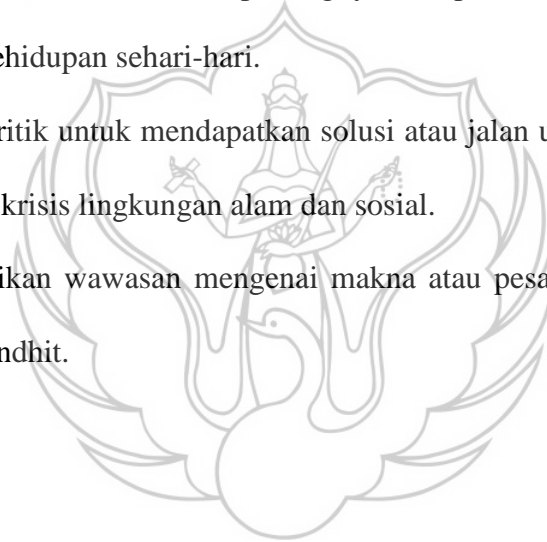 ehidupan sehari-hari.
ritik untuk mendapatkan solusi atau jalan u
krisis lingkungan alam dan sosial.
ikan wawasan mengenai makna atau pesa
ndhit.